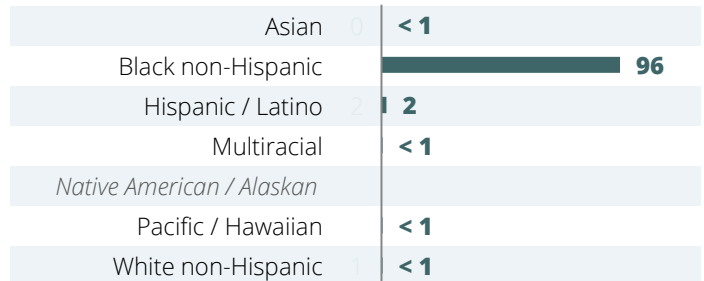 Asian 0 < 1
Black non-Hispanic 96
Hispanic / Latino 2 2
Multiracial < 1
Native American / Alaskan
Pacific / Hawaiian < 1
White non-Hispanic 1 < 1